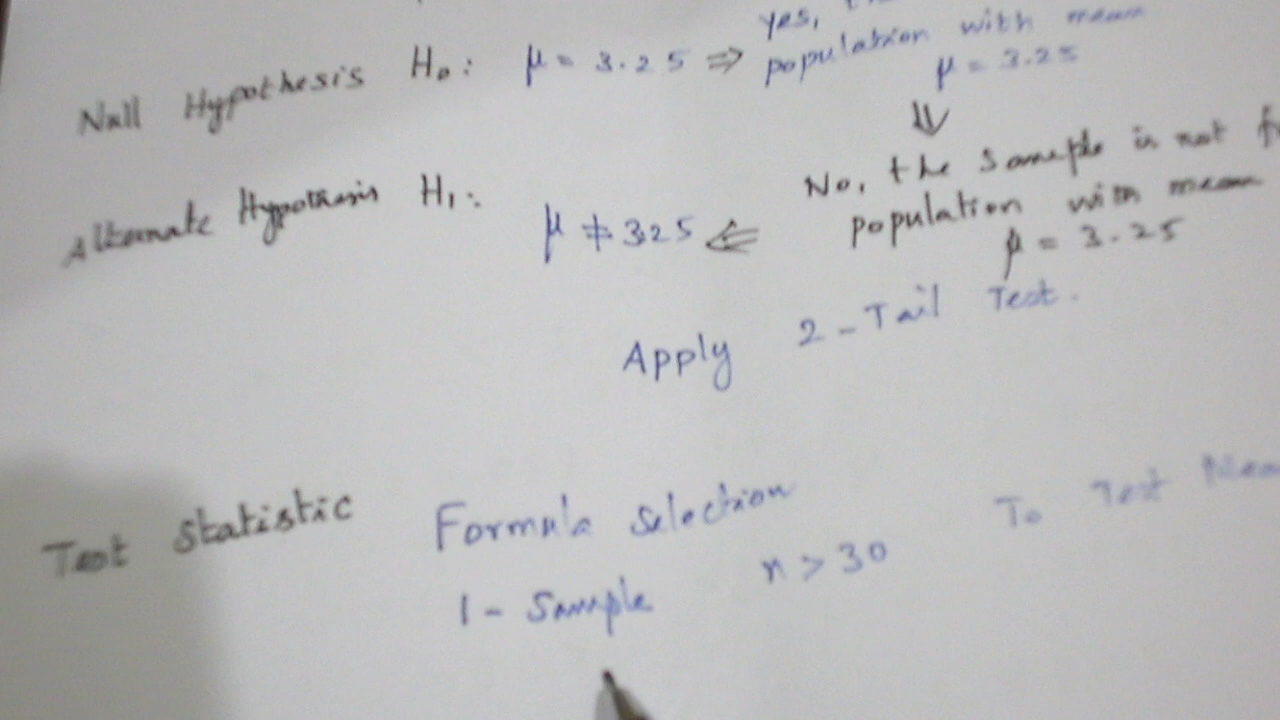 yes,
Null Hypothesis H₀: μ = 3.25 ⇒ population with mean
μ = 3.25
⇓
No, the sample is not
Alternate Hypothesis H₁: μ ≠ 3.25 ⇐ population with mean
μ = 3.25
Apply 2-Tail Test.
Test Statistic Formula Selection To Test
1- Sample n > 30